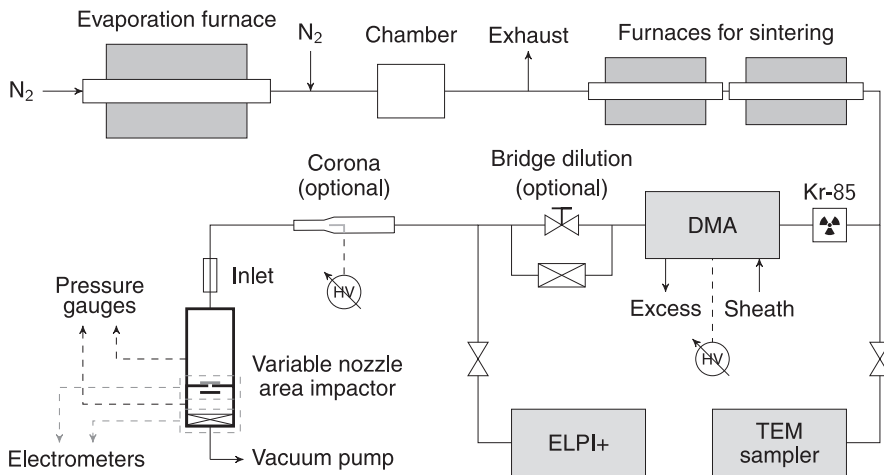 Evaporation furnace
N2
N2
Chamber
Exhaust
Furnaces for sintering
Corona
(optional)
Bridge dilution
(optional)
Kr-85
DMA
HV
Inlet
Excess
Sheath
Pressure
gauges
HV
Variable nozzle
area impactor
Electrometers
Vacuum pump
ELPI+
TEM
sampler